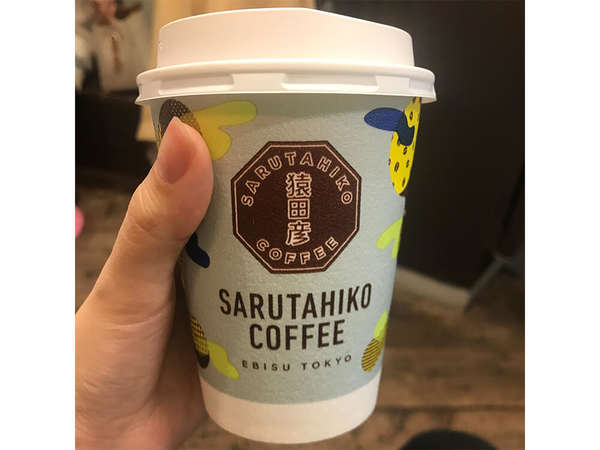 SARUTAHIKO
猿田彦
COFFEE
SARUTAHIKO
COFFEE
EBISU TOKYO